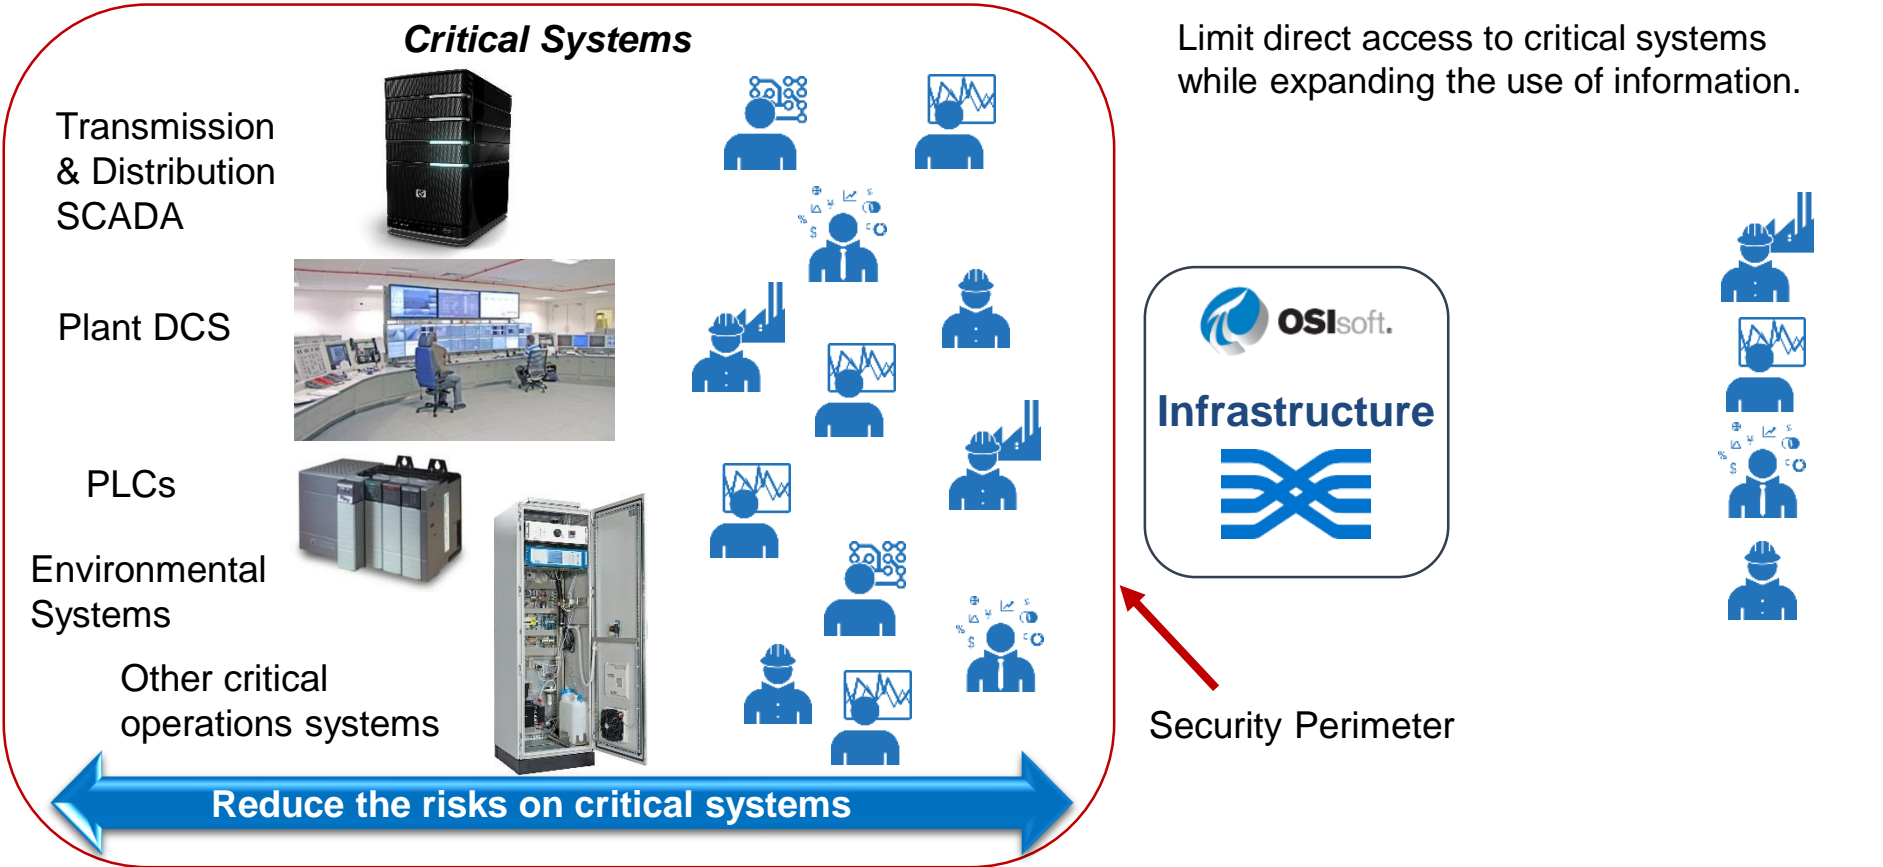 Critical Systems
Limit direct access to critical systems
while expanding the use of information.
Transmission
& Distribution
SCADA
Plant DCS
OSIsoft.
Infrastructure
PLCs
Environmental
Systems
Other critical
operations systems
Security Perimeter
Reduce the risks on critical systems